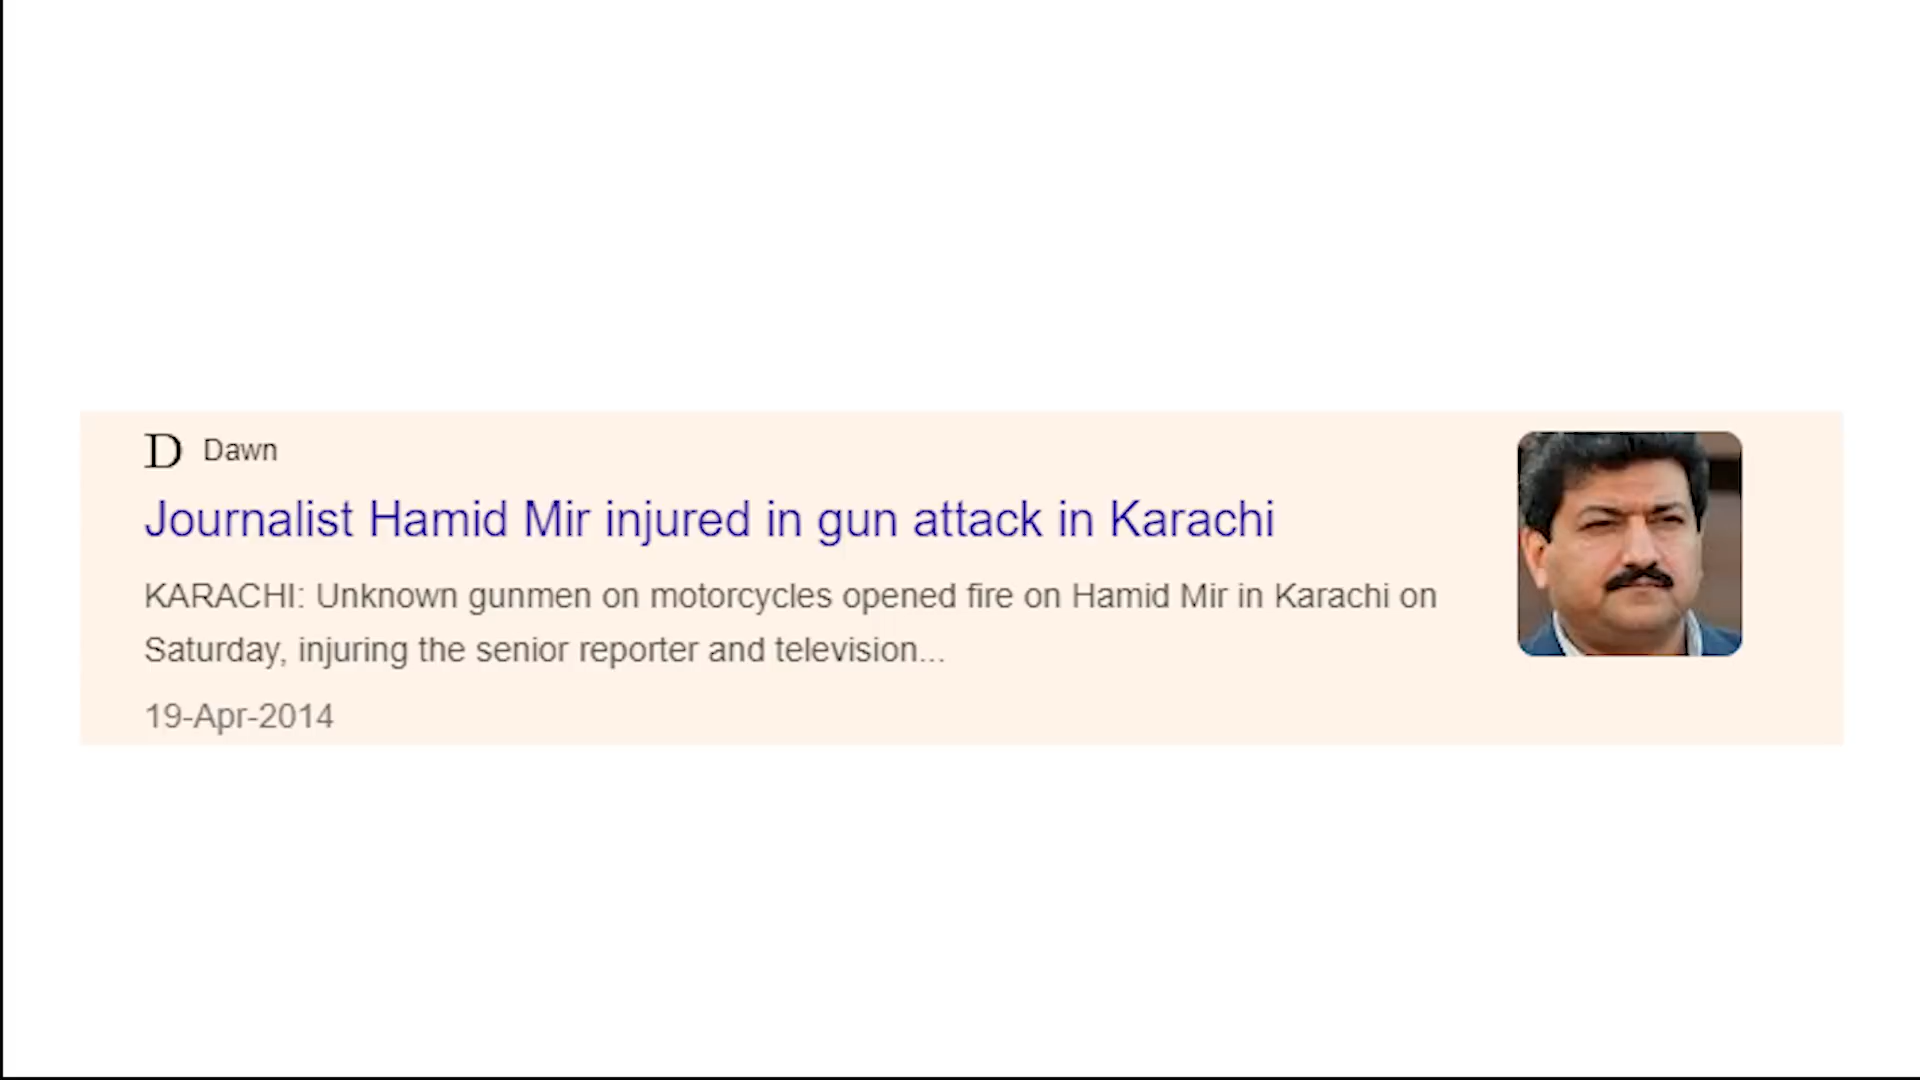 D Dawn
Journalist Hamid Mir injured in gun attack in Karachi
KARACHI: Unknown gunmen on motorcycles opened fire on Hamid Mir in Karachi on
Saturday, injuring the senior reporter and television...
19-Apr-2014